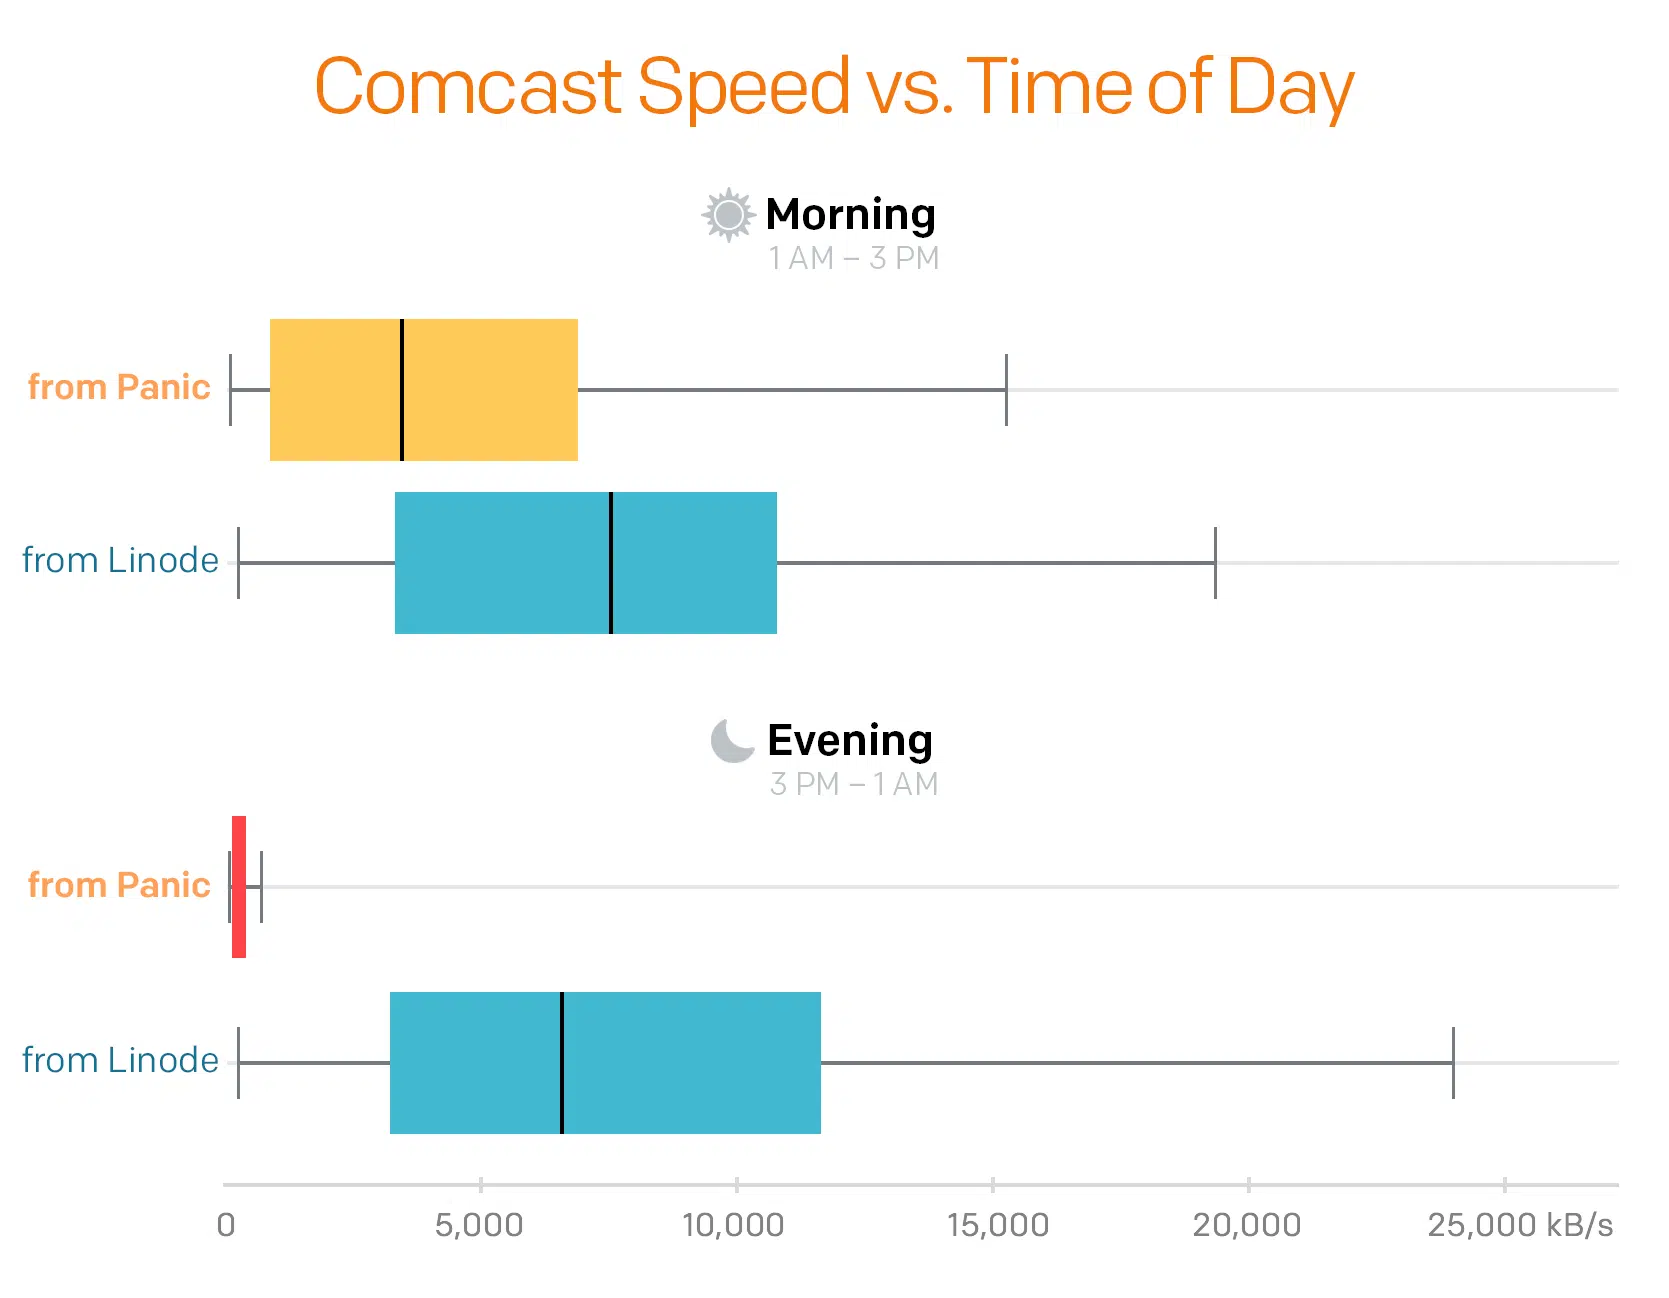 Comcast Speed vs. Time of Day
Morning
1 AM – 3 PM
from Panic
from Linode
Evening
3 PM – 1 AM
from Panic
from Linode
0 5,000 10,000 15,000 20,000 25,000 kB/s